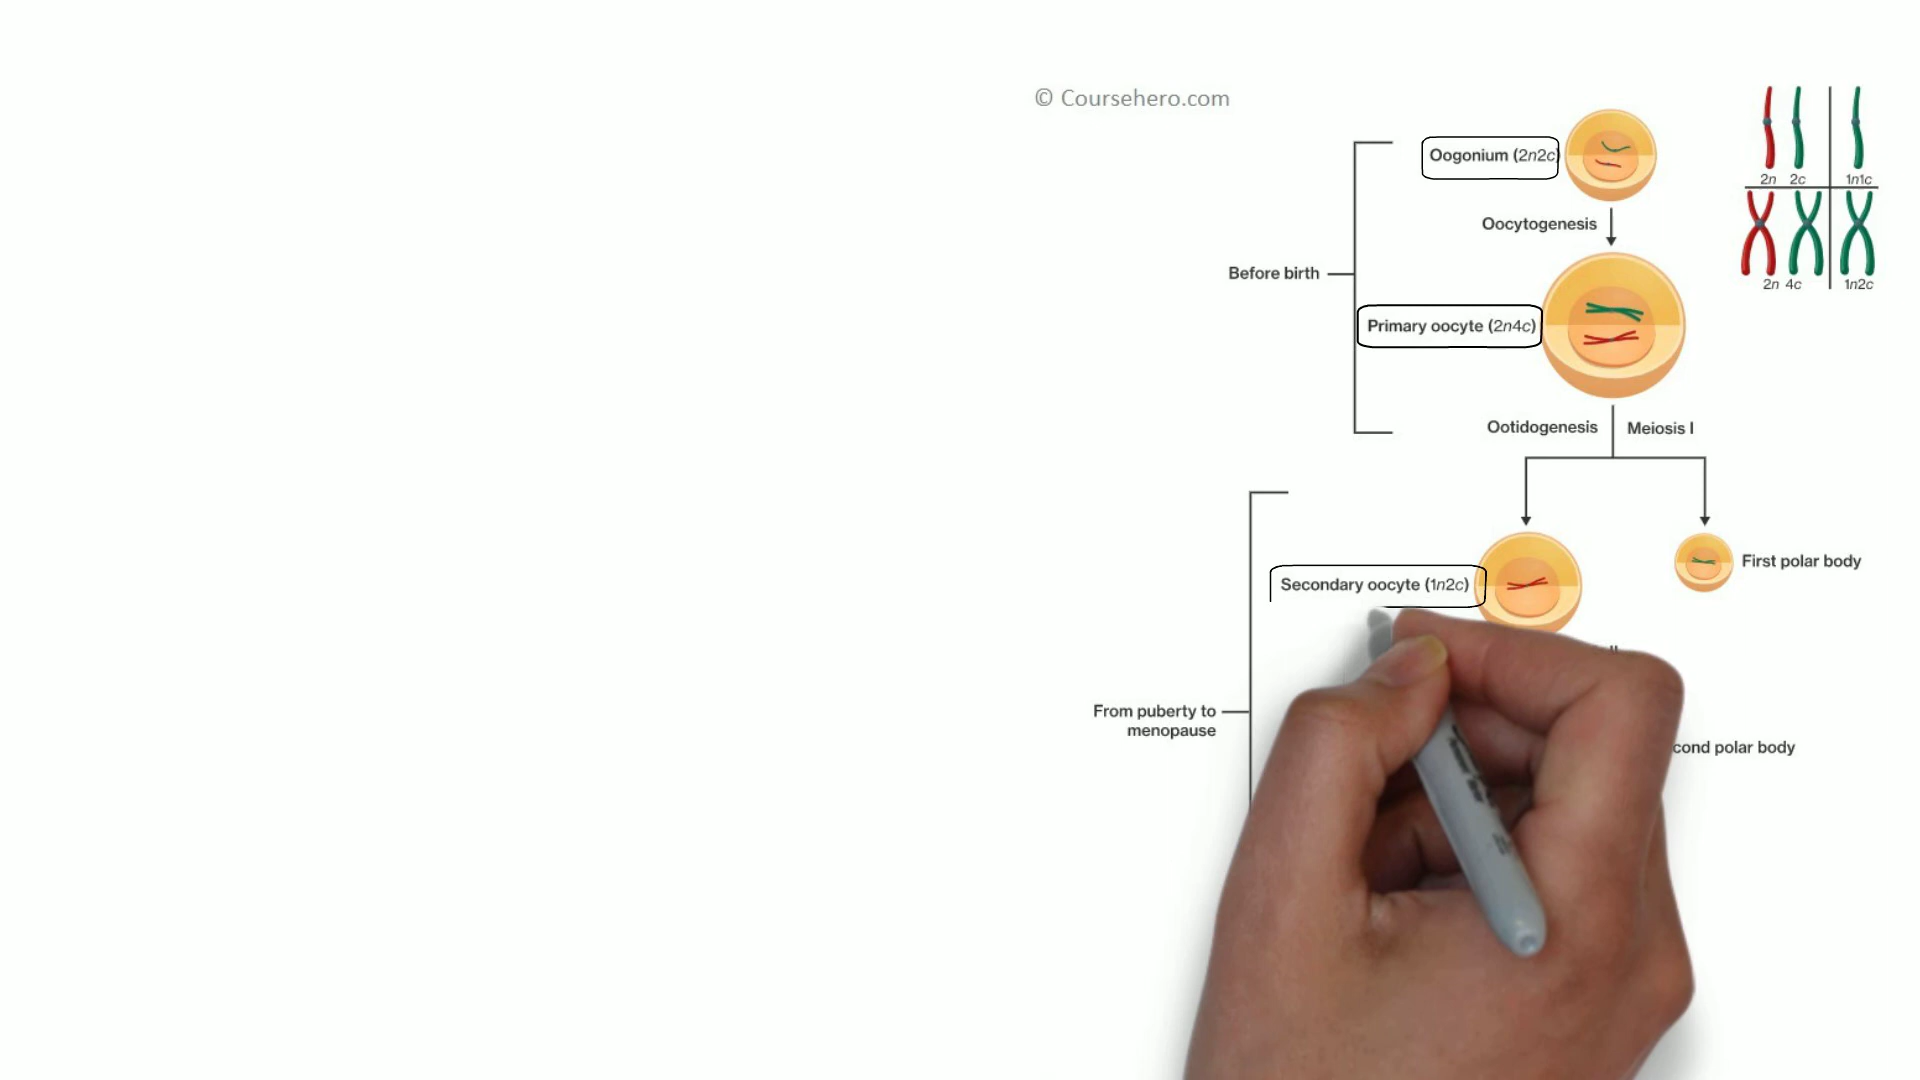 © Coursehero.com
Oogonium (2n2c)
2n 2c
1n1c
Oocytogenesis
Before birth
2n 4c
1n2c
Primary oocyte (2n4c)
Ootidogenesis
Meiosis I
First polar body
Secondary oocyte (1n2c)
From puberty to
menopause
polar body